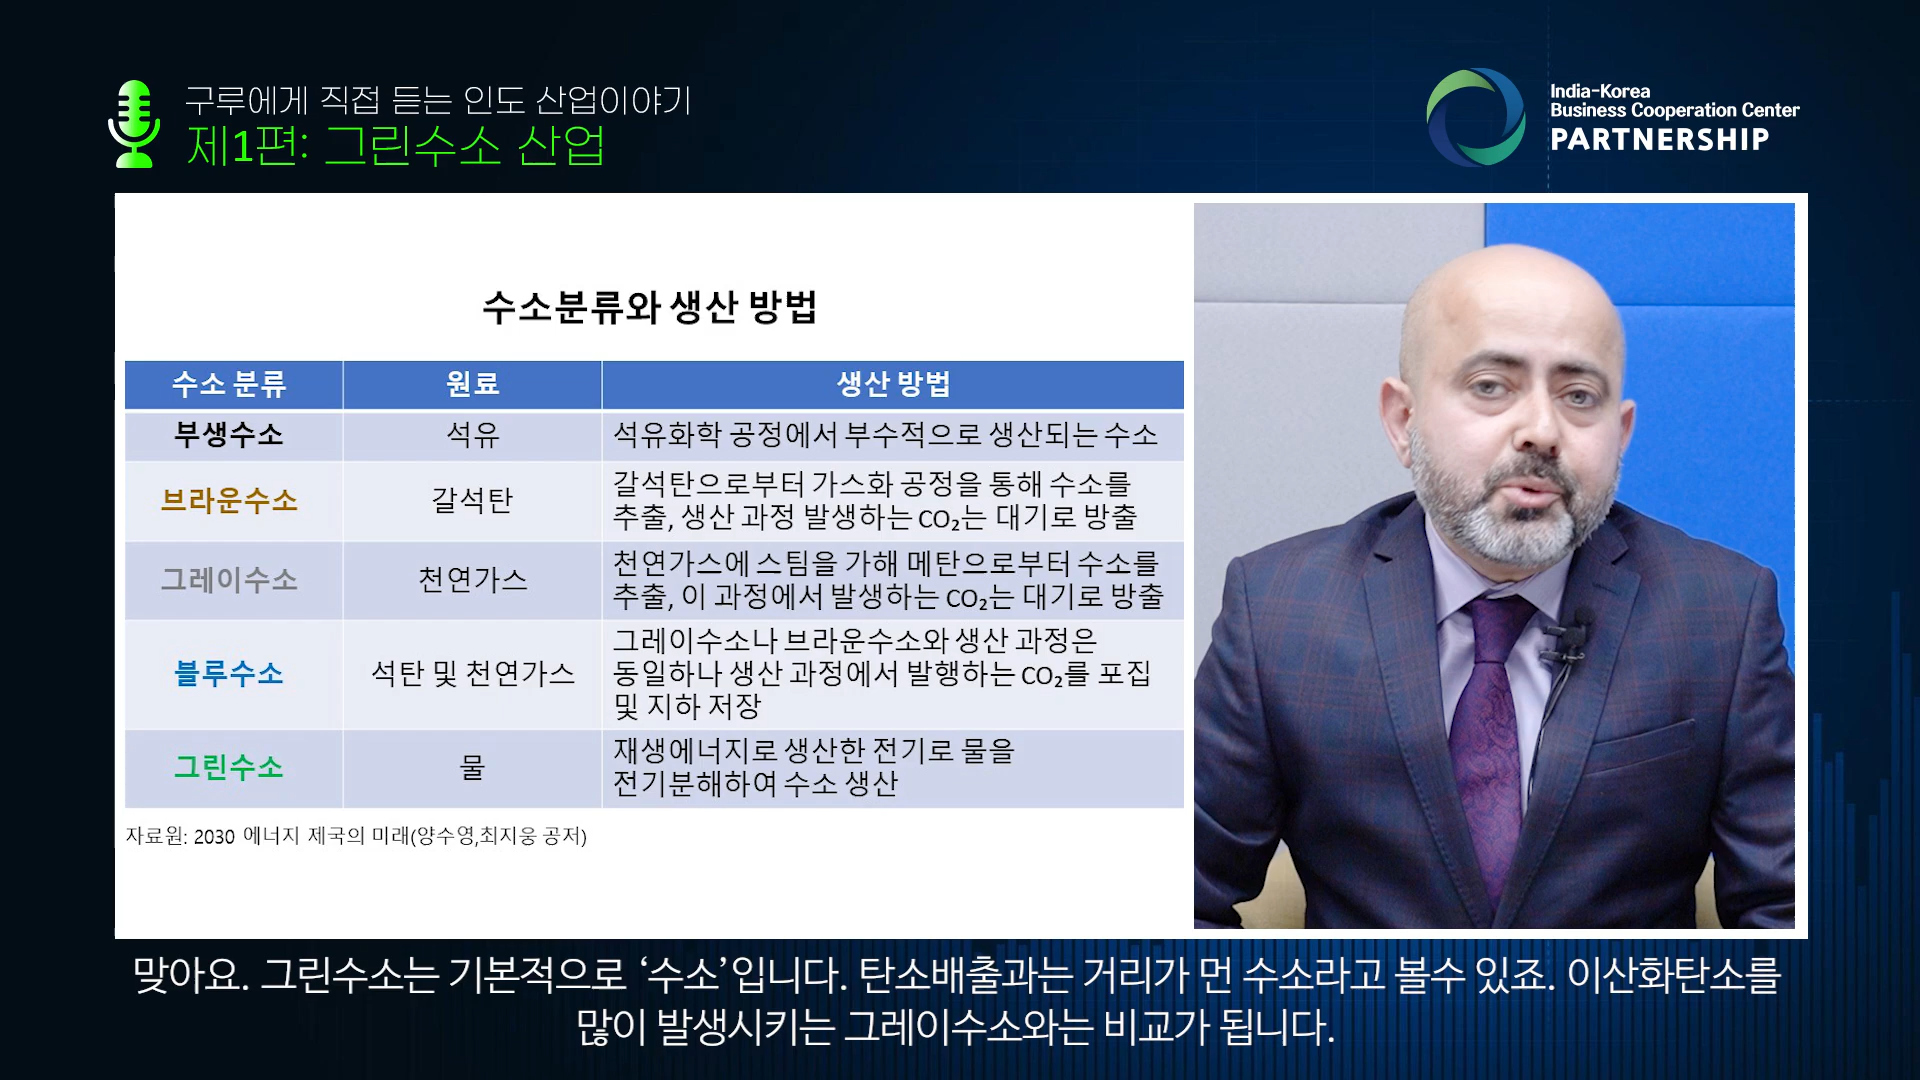 구루에게 직접 듣는 인도 산업이야기
제1편: 그린수소 산업
India-Korea
Business Cooperation Center
PARTNERSHIP
수소분류와 생산 방법
수소 분류 원료 생산 방법
부생수소 석유 석유화학 공정에서 부수적으로 생산되는 수소
브라운수소 갈석탄 갈석탄으로부터 가스화 공정을 통해 수소를
추출, 생산 과정 발생하는 CO₂는 대기로 방출
그레이수소 천연가스 천연가스에 스팀을 가해 메탄으로부터 수소를
추출, 이 과정에서 발생하는 CO₂는 대기로 방출
블루수소 석탄 및 천연가스 그레이수소나 브라운수소와 생산 과정은
동일하나 생산 과정에서 발행하는 CO₂를 포집
및 지하 저장
그린수소 물 재생에너지로 생산한 전기로 물을
전기분해하여 수소 생산
자료원: 2030 에너지 제국의 미래(양수영,최지웅 공저)
맞아요. 그린수소는 기본적으로 ‘수소’입니다. 탄소배출과는 거리가 먼 수소라고 볼수 있죠. 이산화탄소를
많이 발생시키는 그레이수소와는 비교가 됩니다.